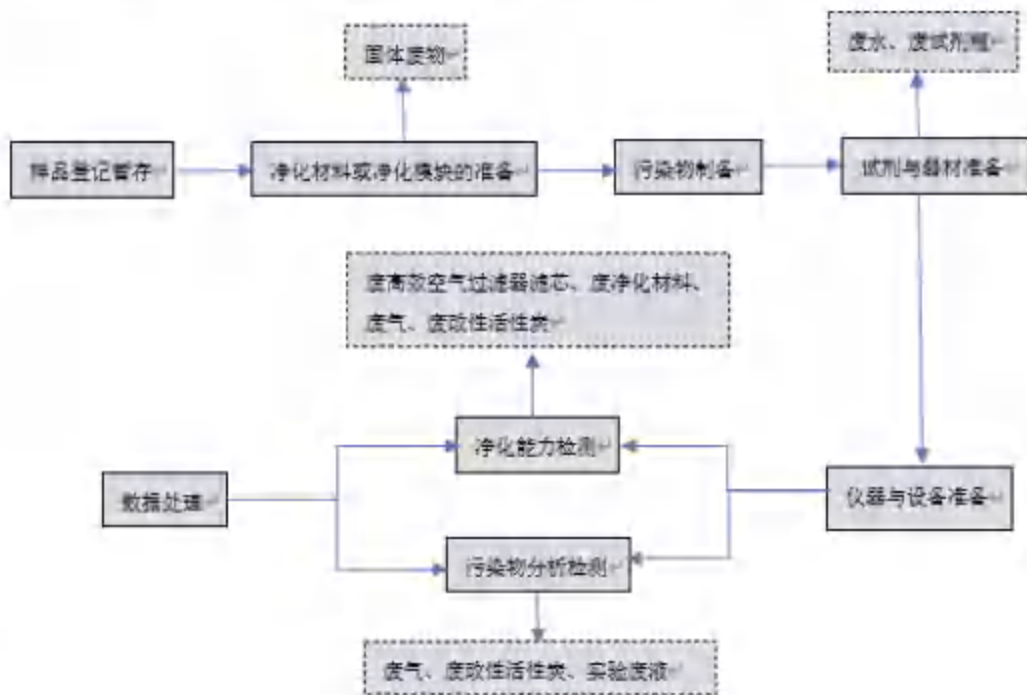 固体废物
废水、废试剂瓶
样品登记暂存
净化材料或净化模块的准备
污染物制备
试剂与器材准备
废高效空气过滤器滤芯、废净化材料、
废气、废改性活性炭
净化能力检测
数据处理
仪器与设备准备
污染物分析检测
废气、废改性活性炭、实验废液